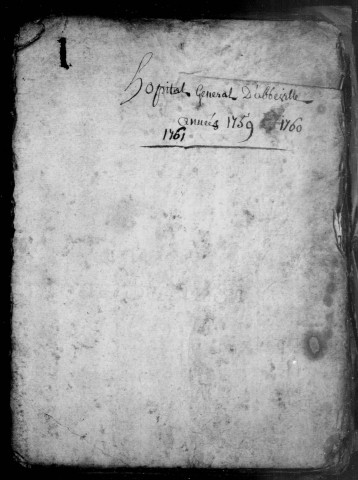 1
hopital General D'abbeville
années 1759 1760
1761